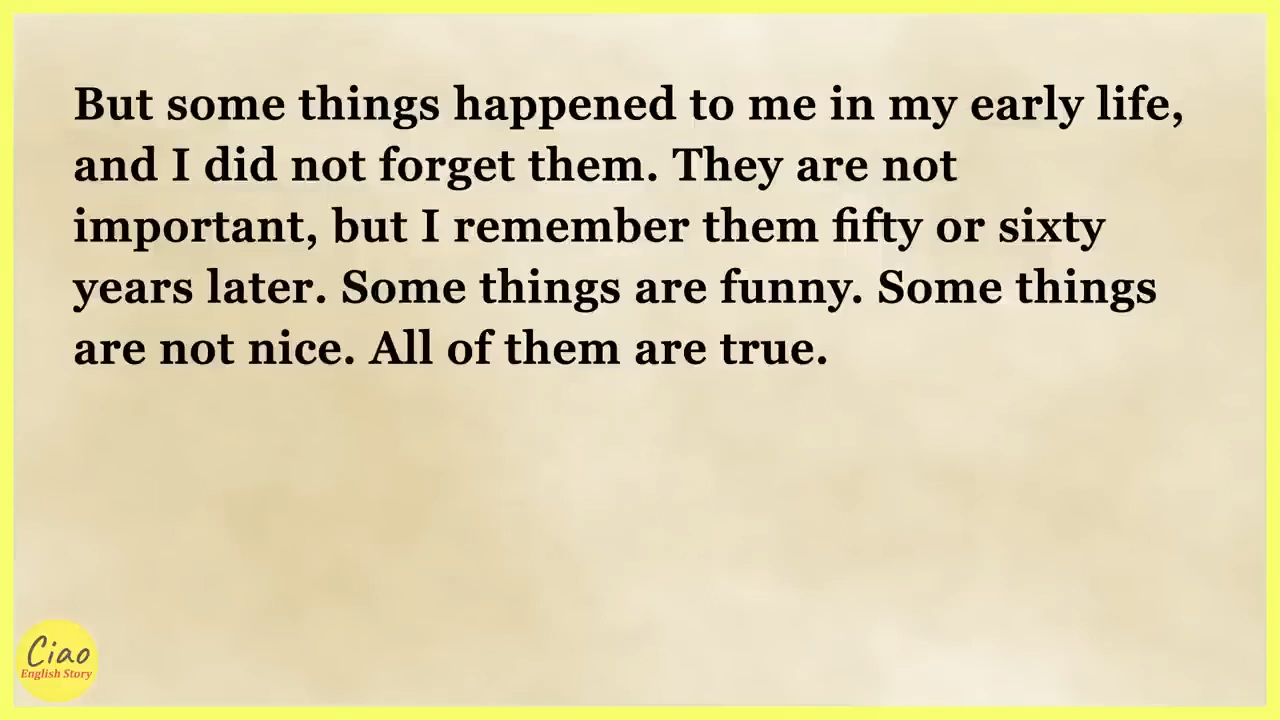 But some things happened to me in my early life,
and I did not forget them. They are not
important, but I remember them fifty or sixty
years later. Some things are funny. Some things
are not nice. All of them are true.
Ciao
English Story